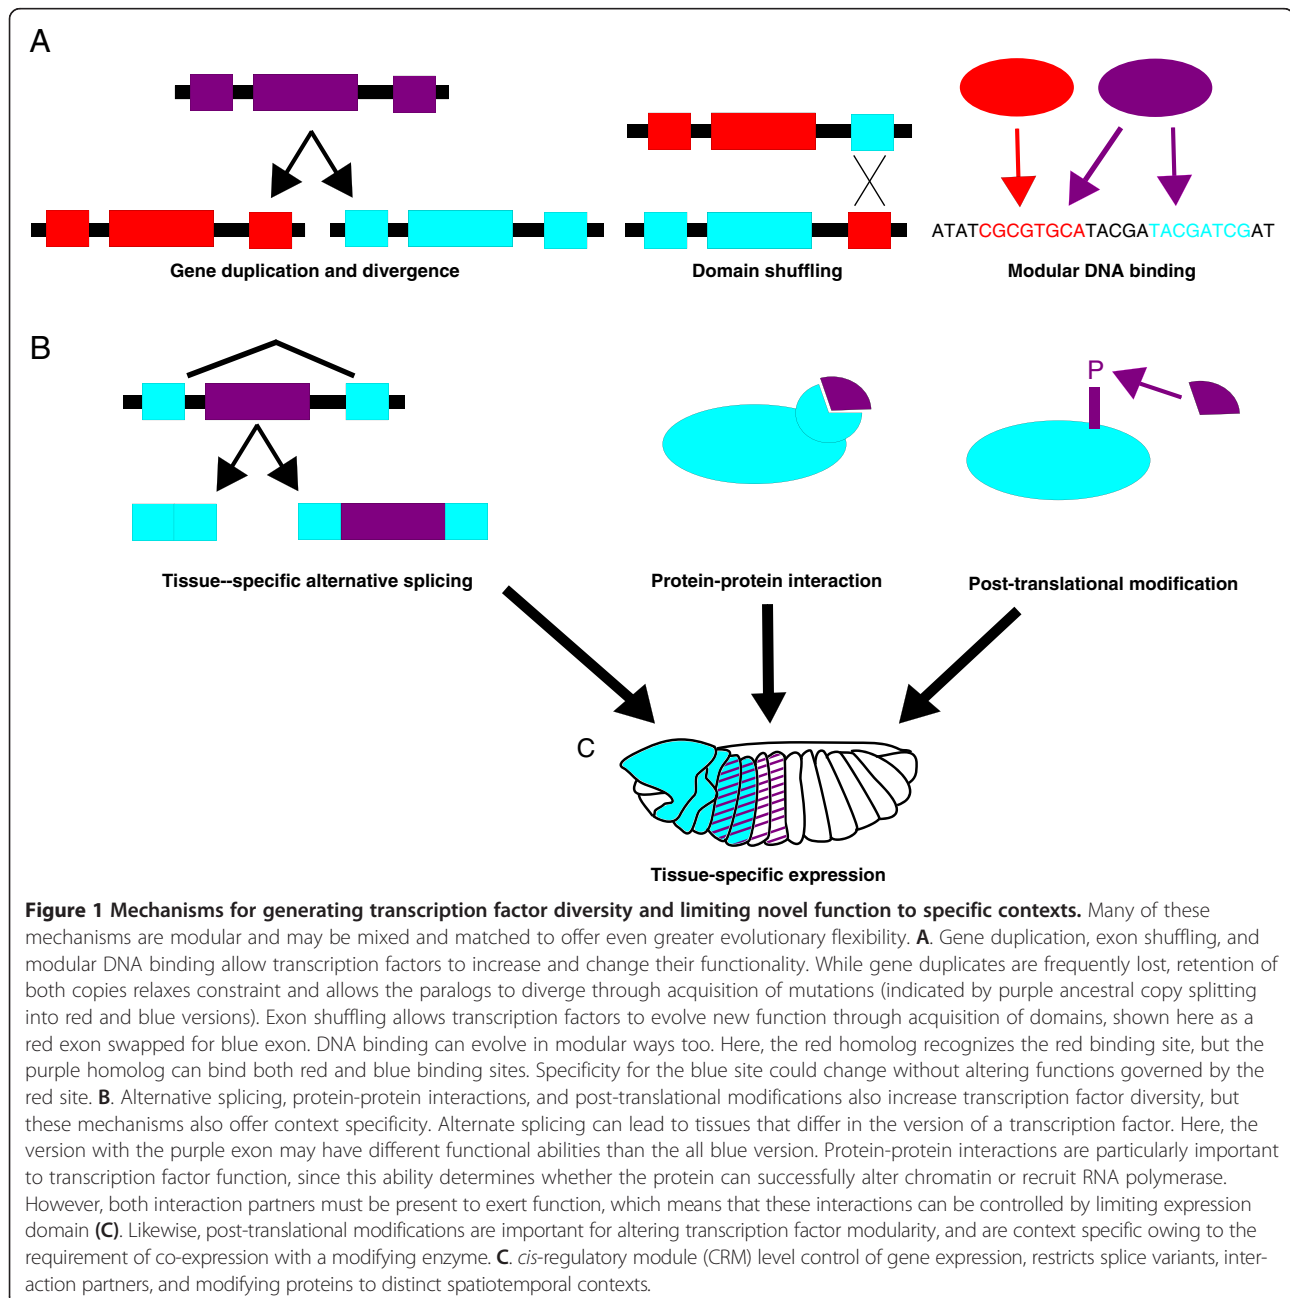 A
ATATCGCGTGCATACGATACGATCGAT
Gene duplication and divergence
Domain shuffling
Modular DNA binding
B
P
Tissue--specific alternative splicing
Protein-protein interaction
Post-translational modification
C
Tissue-specific expression
Figure 1 Mechanisms for generating transcription factor diversity and limiting novel function to specific contexts. Many of these
mechanisms are modular and may be mixed and matched to offer even greater evolutionary flexibility. A. Gene duplication, exon shuffling, and
modular DNA binding allow transcription factors to increase and change their functionality. While gene duplicates are frequently lost, retention of
both copies relaxes constraint and allows the paralogs to diverge through acquisition of mutations (indicated by purple ancestral copy splitting
into red and blue versions). Exon shuffling allows transcription factors to evolve new function through acquisition of domains, shown here as a
red exon swapped for blue exon. DNA binding can evolve in modular ways too. Here, the red homolog recognizes the red binding site, but the
purple homolog can bind both red and blue binding sites. Specificity for the blue site could change without altering functions governed by the
red site. B. Alternative splicing, protein-protein interactions, and post-translational modifications also increase transcription factor diversity, but
these mechanisms also offer context specificity. Alternate splicing can lead to tissues that differ in the version of a transcription factor. Here, the
version with the purple exon may have different functional abilities than the all blue version. Protein-protein interactions are particularly important
to transcription factor function, since this ability determines whether the protein can successfully alter chromatin or recruit RNA polymerase.
However, both interaction partners must be present to exert function, which means that these interactions can be controlled by limiting expression
domain (C). Likewise, post-translational modifications are important for altering transcription factor modularity, and are context specific owing to the
requirement of co-expression with a modifying enzyme. C. cis-regulatory module (CRM) level control of gene expression, restricts splice variants, inter-
action partners, and modifying proteins to distinct spatiotemporal contexts.